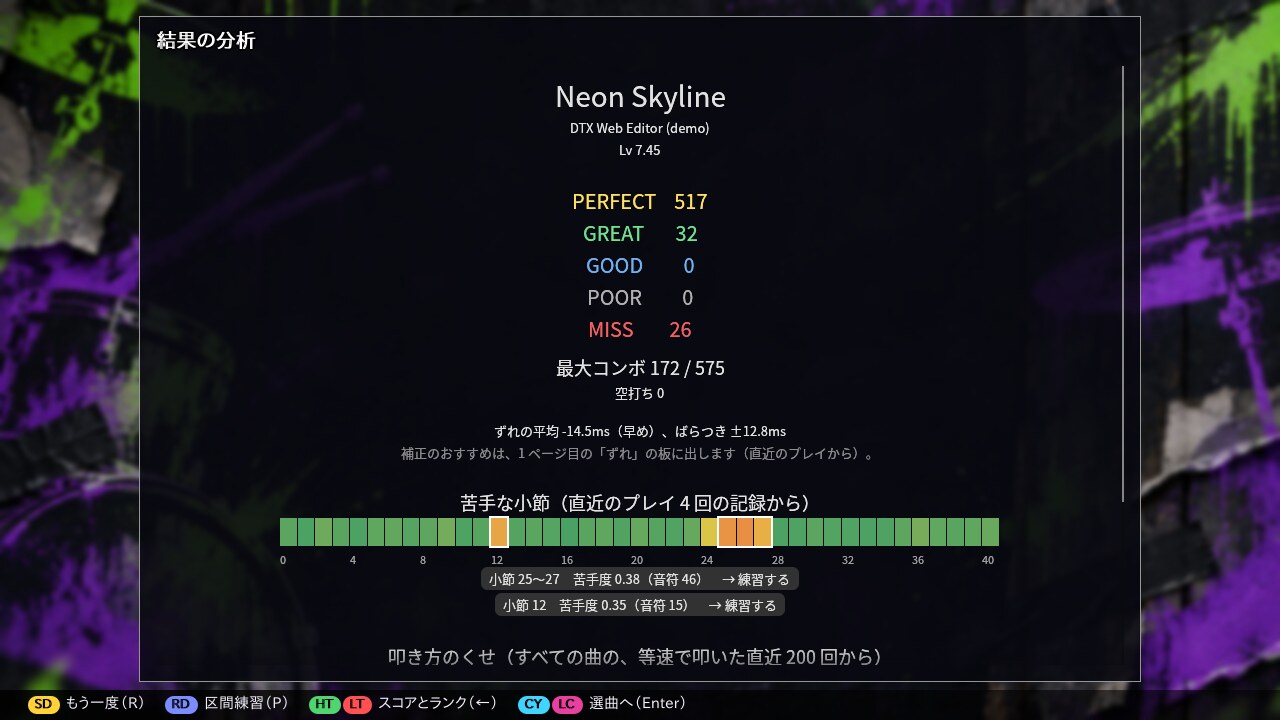 結果の分析
Neon Skyline
DTX Web Editor (demo)
Lv 7.45
PERFECT 517
GREAT 32
GOOD 0
POOR 0
MISS 26
最大コンボ 172 / 575
空打ち 0
ずれの平均 -14.5ms（早め）、ばらつき ±12.8ms
補正のおすすめは、1 ページ目の「ずれ」の板に出します（直近のプレイから）。
苦手な小節（直近のプレイ 4 回の記録から）
0 4 8 12 16 20 24 28 32 36 40
小節 25〜27 苦手度 0.38（音符 46） → 練習する
小節 12 苦手度 0.35（音符 15） → 練習する
叩き方のくせ（すべての曲の、等速で叩いた直近 200 回から）
SD もう一度（R） RD 区間練習（P） HT LT スコアとランク（←） CY LC 選曲へ（Enter）